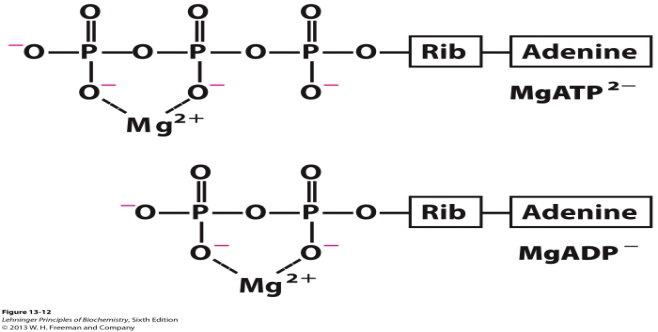 O O O
⁻O P O P O P O Rib Adenine
O⁻ O⁻ O⁻ MgATP²⁻
Mg²⁺
O O
⁻O P O P O Rib Adenine
O⁻ O⁻ MgADP⁻
Mg²⁺
Figure 13-12
Lehninger Principles of Biochemistry, Sixth Edition
© 2013 W. H. Freeman and Company